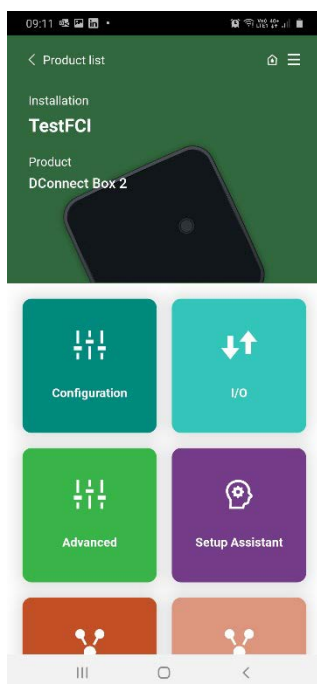 09:11
Product list
Installation
TestFCI
Product
DConnect Box 2
Configuration
I/O
Advanced
Setup Assistant